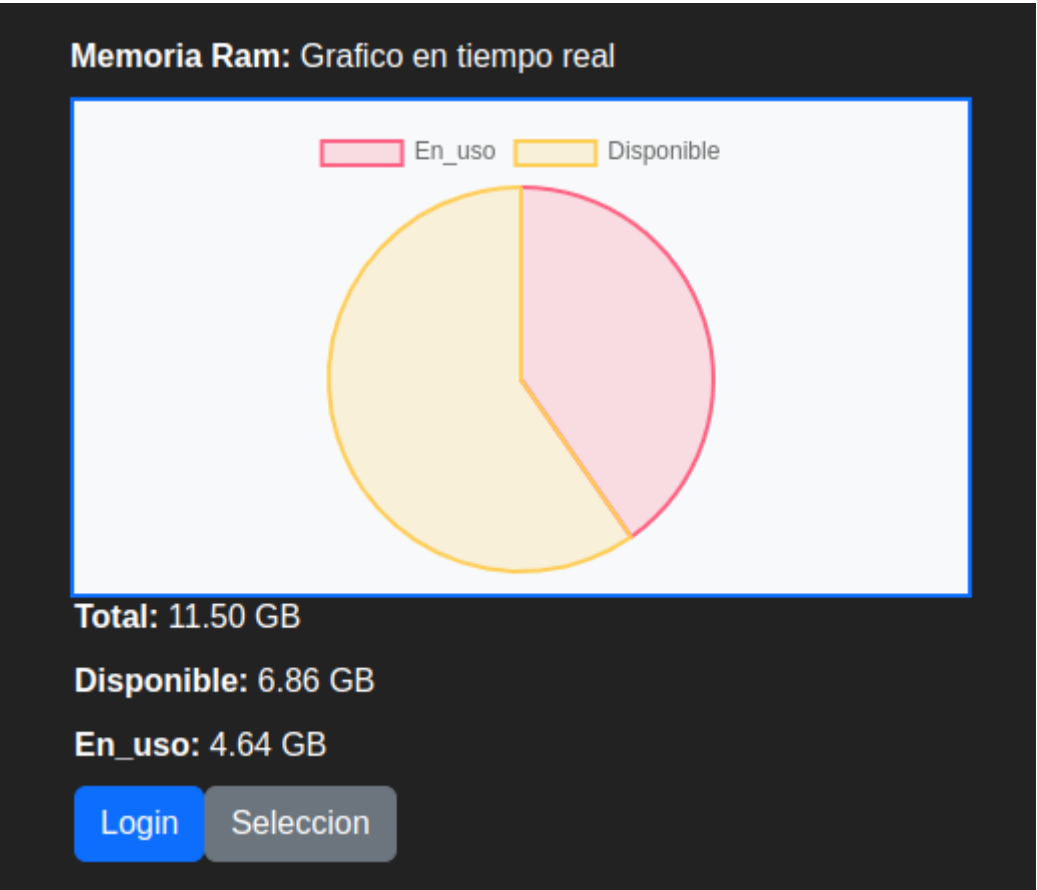 Memoria Ram: Grafico en tiempo real
En_uso Disponible
Total: 11.50 GB
Disponible: 6.86 GB
En_uso: 4.64 GB
Login Seleccion